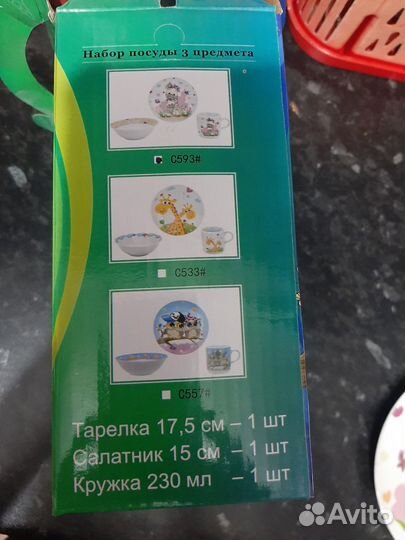 Набор посуды 3 предмета
C593#
C533#
C557#
Тарелка 17,5 см – 1 шт
Салатник 15 см – 1 шт
Кружка 230 мл – 1 шт
Avito